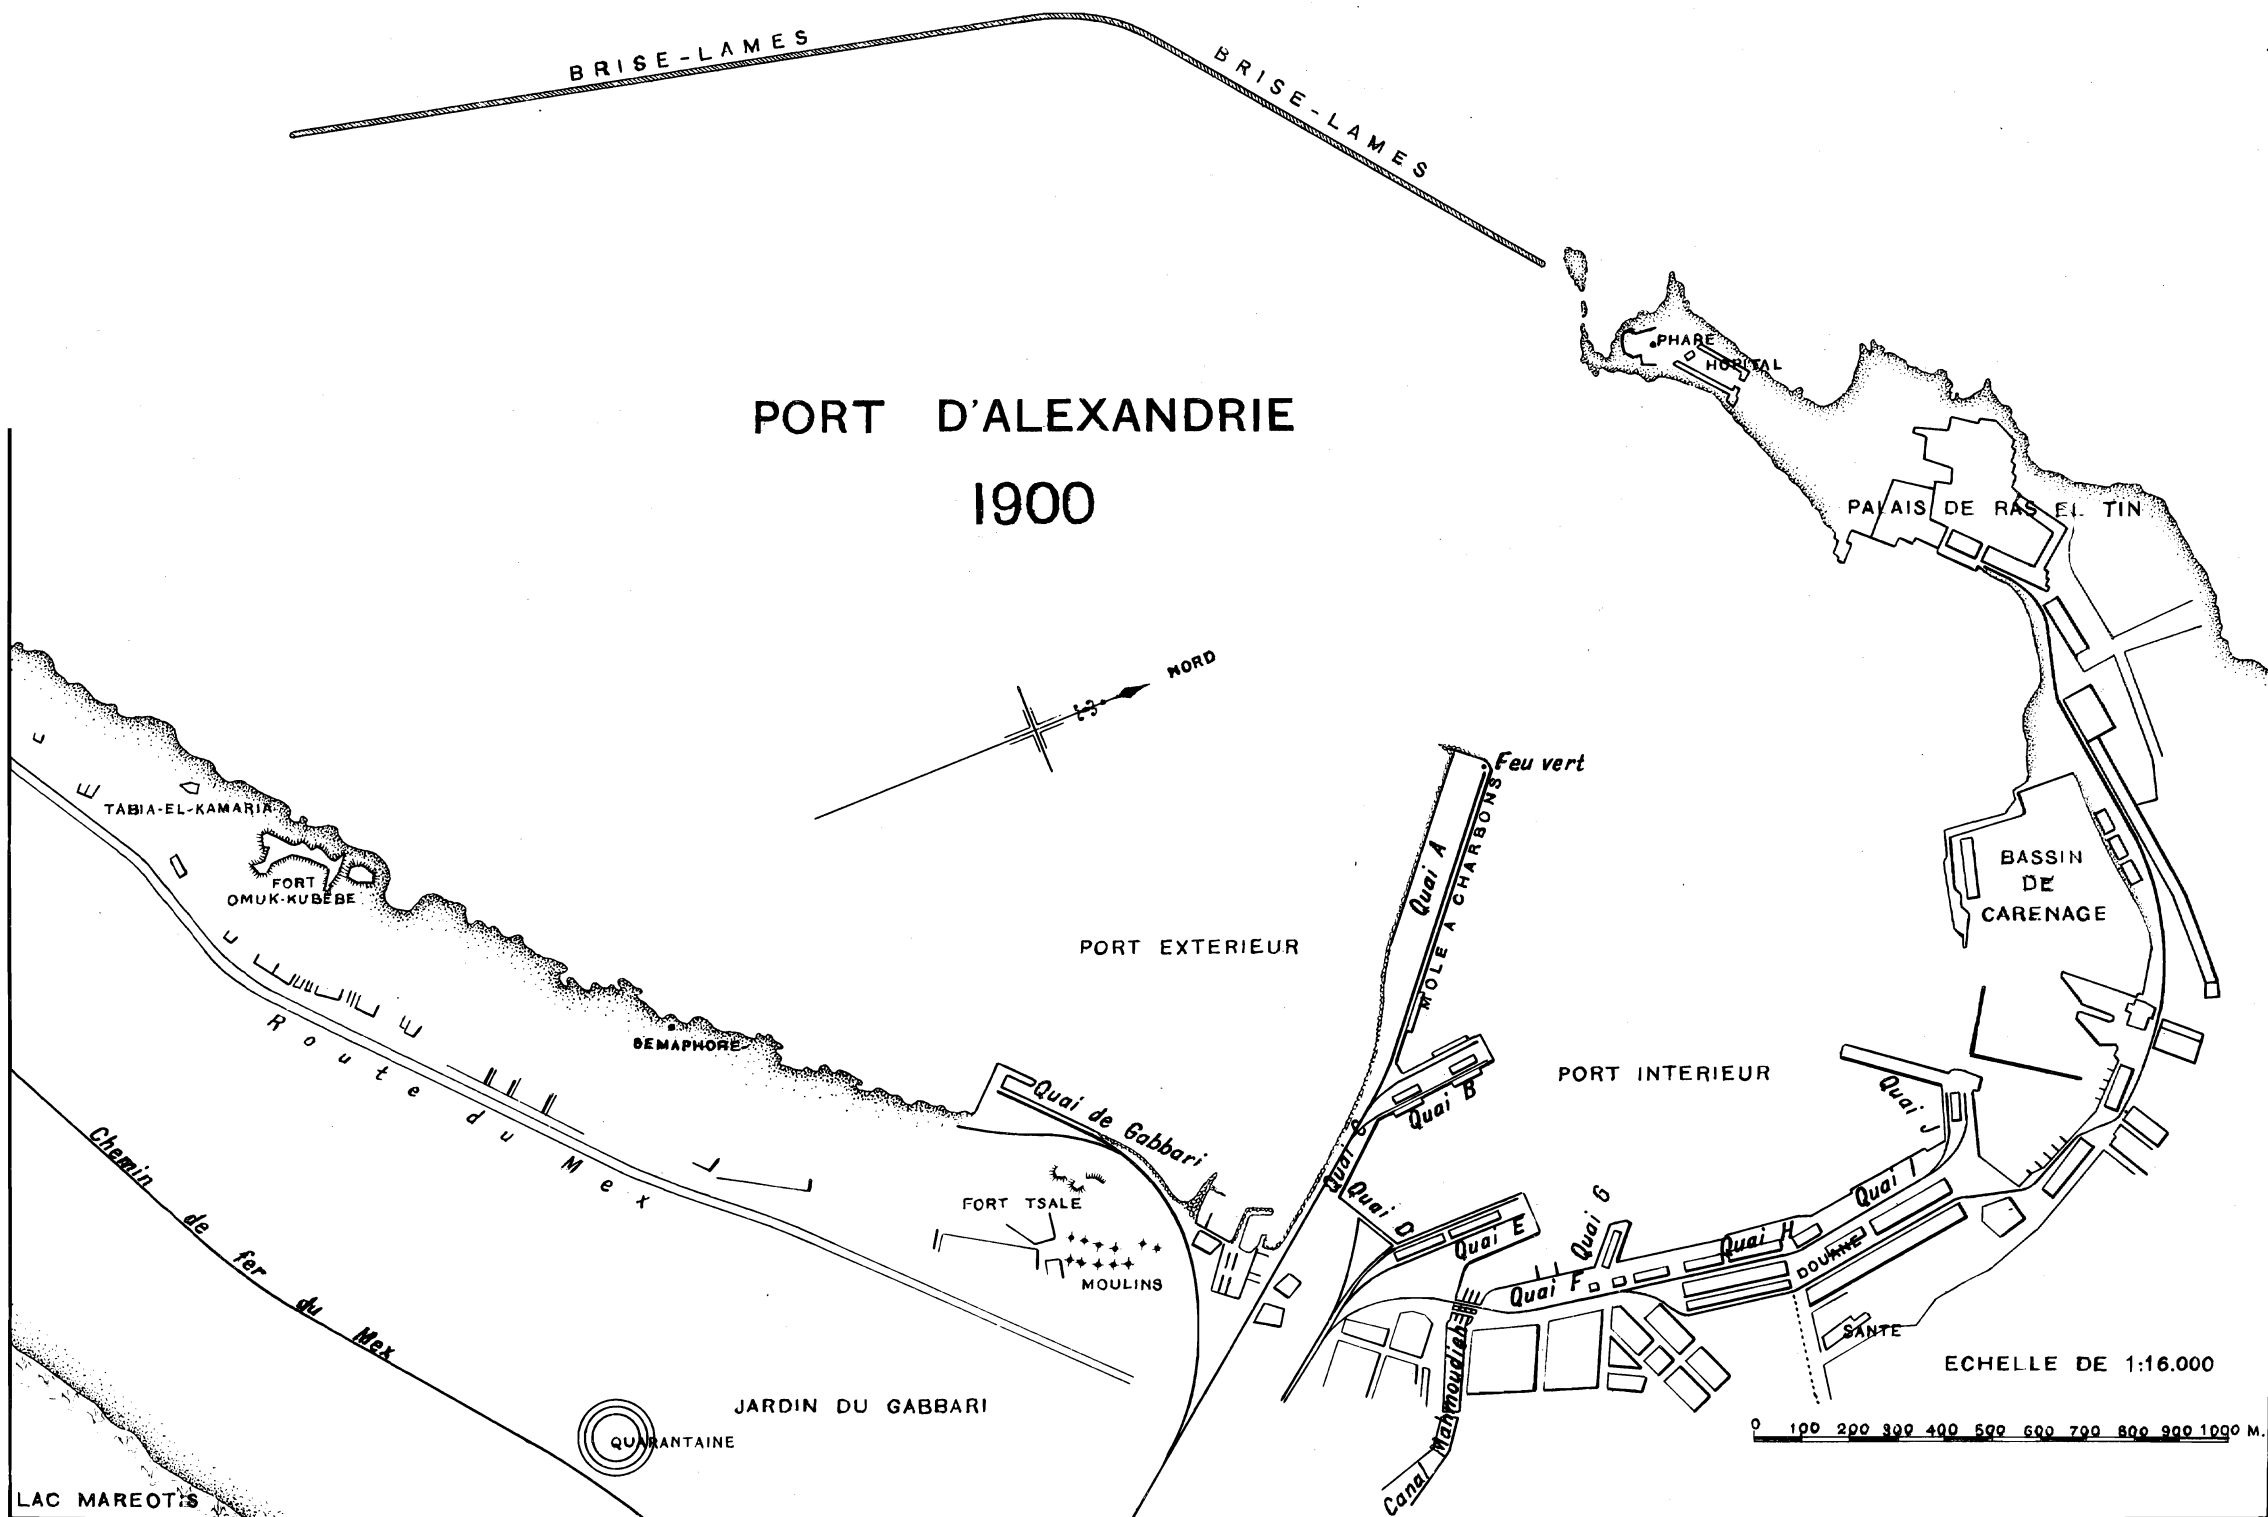 BRISE-LAMES
BRISE-LAMES
PHARE
HOPITAL
PORT D'ALEXANDRIE
1900
PALAIS DE RAS EL TIN
NORD
Feu vert
TABIA-EL-KAMARIA
FORT
OMUK-KUBEBE
Quai A
MOLE A CHARBONS
BASSIN
DE
CARENAGE
PORT EXTERIEUR
SEMAPHORE
Route du Mex
Quai de Gabbari
Quai B
PORT INTERIEUR
Quai J
Quai C
Quai D
Quai E
Quai G
Quai F
Quai H
Quai I
DOUANE
Chemin de fer du Mex
FORT TSALE
MOULINS
SANTE
Canal Mahmoudieh
ECHELLE DE 1:16.000
JARDIN DU GABBARI
QUARANTAINE
0 100 200 300 400 500 600 700 800 900 1000 M.
LAC MAREOTIS